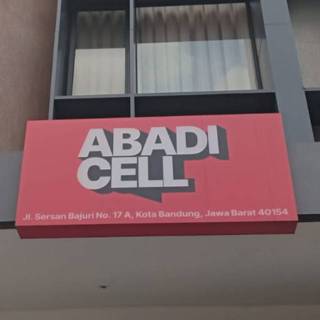 ABADI
CELL
Jl. Sersan Bajuri No. 17 A, Kota Bandung, Jawa Barat 40154